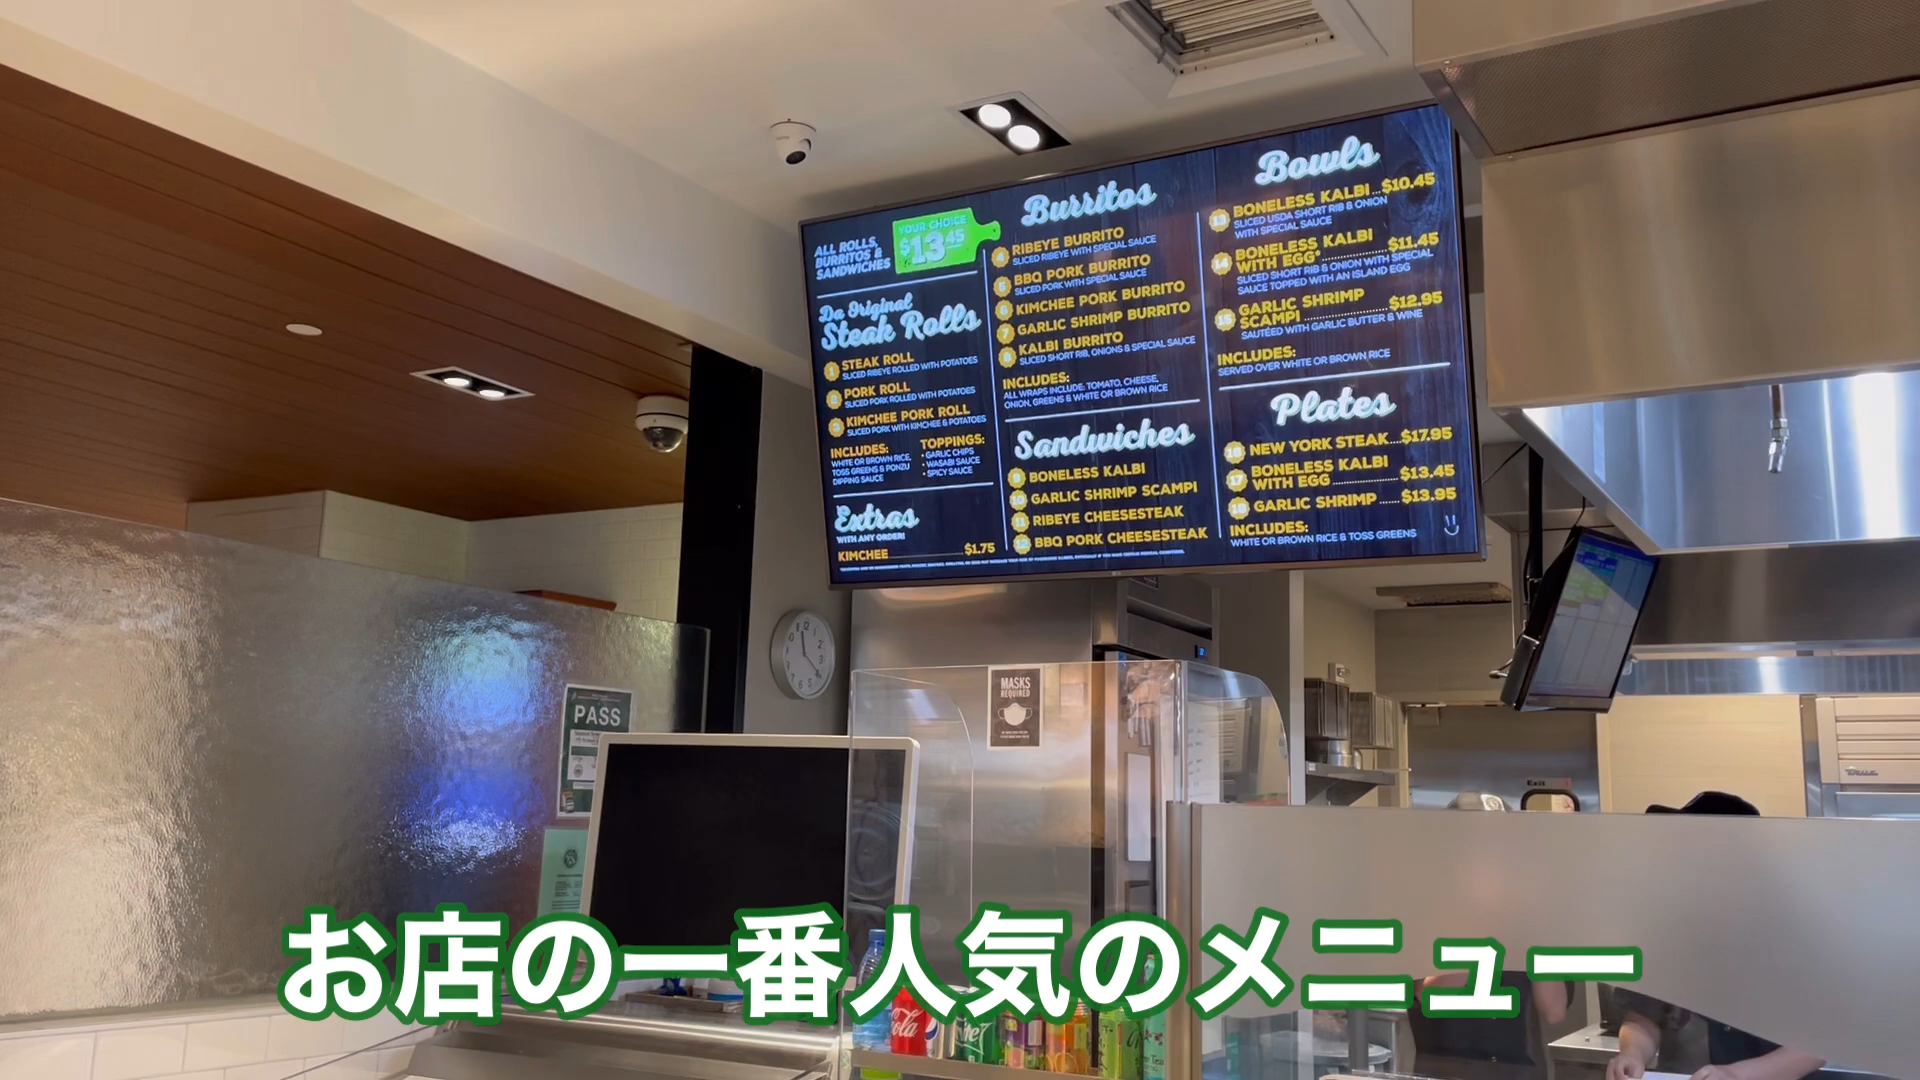 ALL ROLLS,
BURRITOS &
SANDWICHES
YOUR CHOICE
$13.45
Da Original
Steak Rolls
1 STEAK ROLL
SLICED RIBEYE ROLLED WITH POTATOES
2 PORK ROLL
SLICED PORK ROLLED WITH POTATOES
3 KIMCHEE PORK ROLL
SLICED PORK WITH KIMCHEE & POTATOES
INCLUDES:
WHITE OR BROWN RICE,
TOSS GREENS & PONZU
DIPPING SAUCE
TOPPINGS:
• GARLIC CHIPS
• WASABI SAUCE
• SPICY SAUCE
Extras
WITH ANY ORDER!
KIMCHEE $1.75
Burritos
4 RIBEYE BURRITO
SLICED RIBEYE WITH SPECIAL SAUCE
5 BBQ PORK BURRITO
SLICED PORK WITH SPECIAL SAUCE
6 KIMCHEE PORK BURRITO
7 GARLIC SHRIMP BURRITO
8 KALBI BURRITO
SLICED SHORT RIB, ONIONS & SPECIAL SAUCE
INCLUDES:
ALL WRAPS INCLUDE: TOMATO, CHEESE,
ONION, GREENS & WHITE OR BROWN RICE
Sandwiches
9 BONELESS KALBI
10 GARLIC SHRIMP SCAMPI
11 RIBEYE CHEESESTEAK
12 BBQ PORK CHEESESTEAK
Bowls
13 BONELESS KALBI...$10.45
SLICED USDA SHORT RIB & ONION
WITH SPECIAL SAUCE
14 BONELESS KALBI
WITH EGG*...$11.45
SLICED SHORT RIB & ONION WITH SPECIAL
SAUCE TOPPED WITH AN ISLAND EGG
15 GARLIC SHRIMP
SCAMPI...$12.95
SAUTÉED WITH GARLIC BUTTER & WINE
INCLUDES:
SERVED OVER WHITE OR BROWN RICE
Plates
16 NEW YORK STEAK...$17.95
17 BONELESS KALBI
WITH EGG...$13.45
18 GARLIC SHRIMP...$13.95
INCLUDES:
WHITE OR BROWN RICE & TOSS GREENS
MASKS
REQUIRED
PASS
Exit
True
お店の一番人気のメニュー